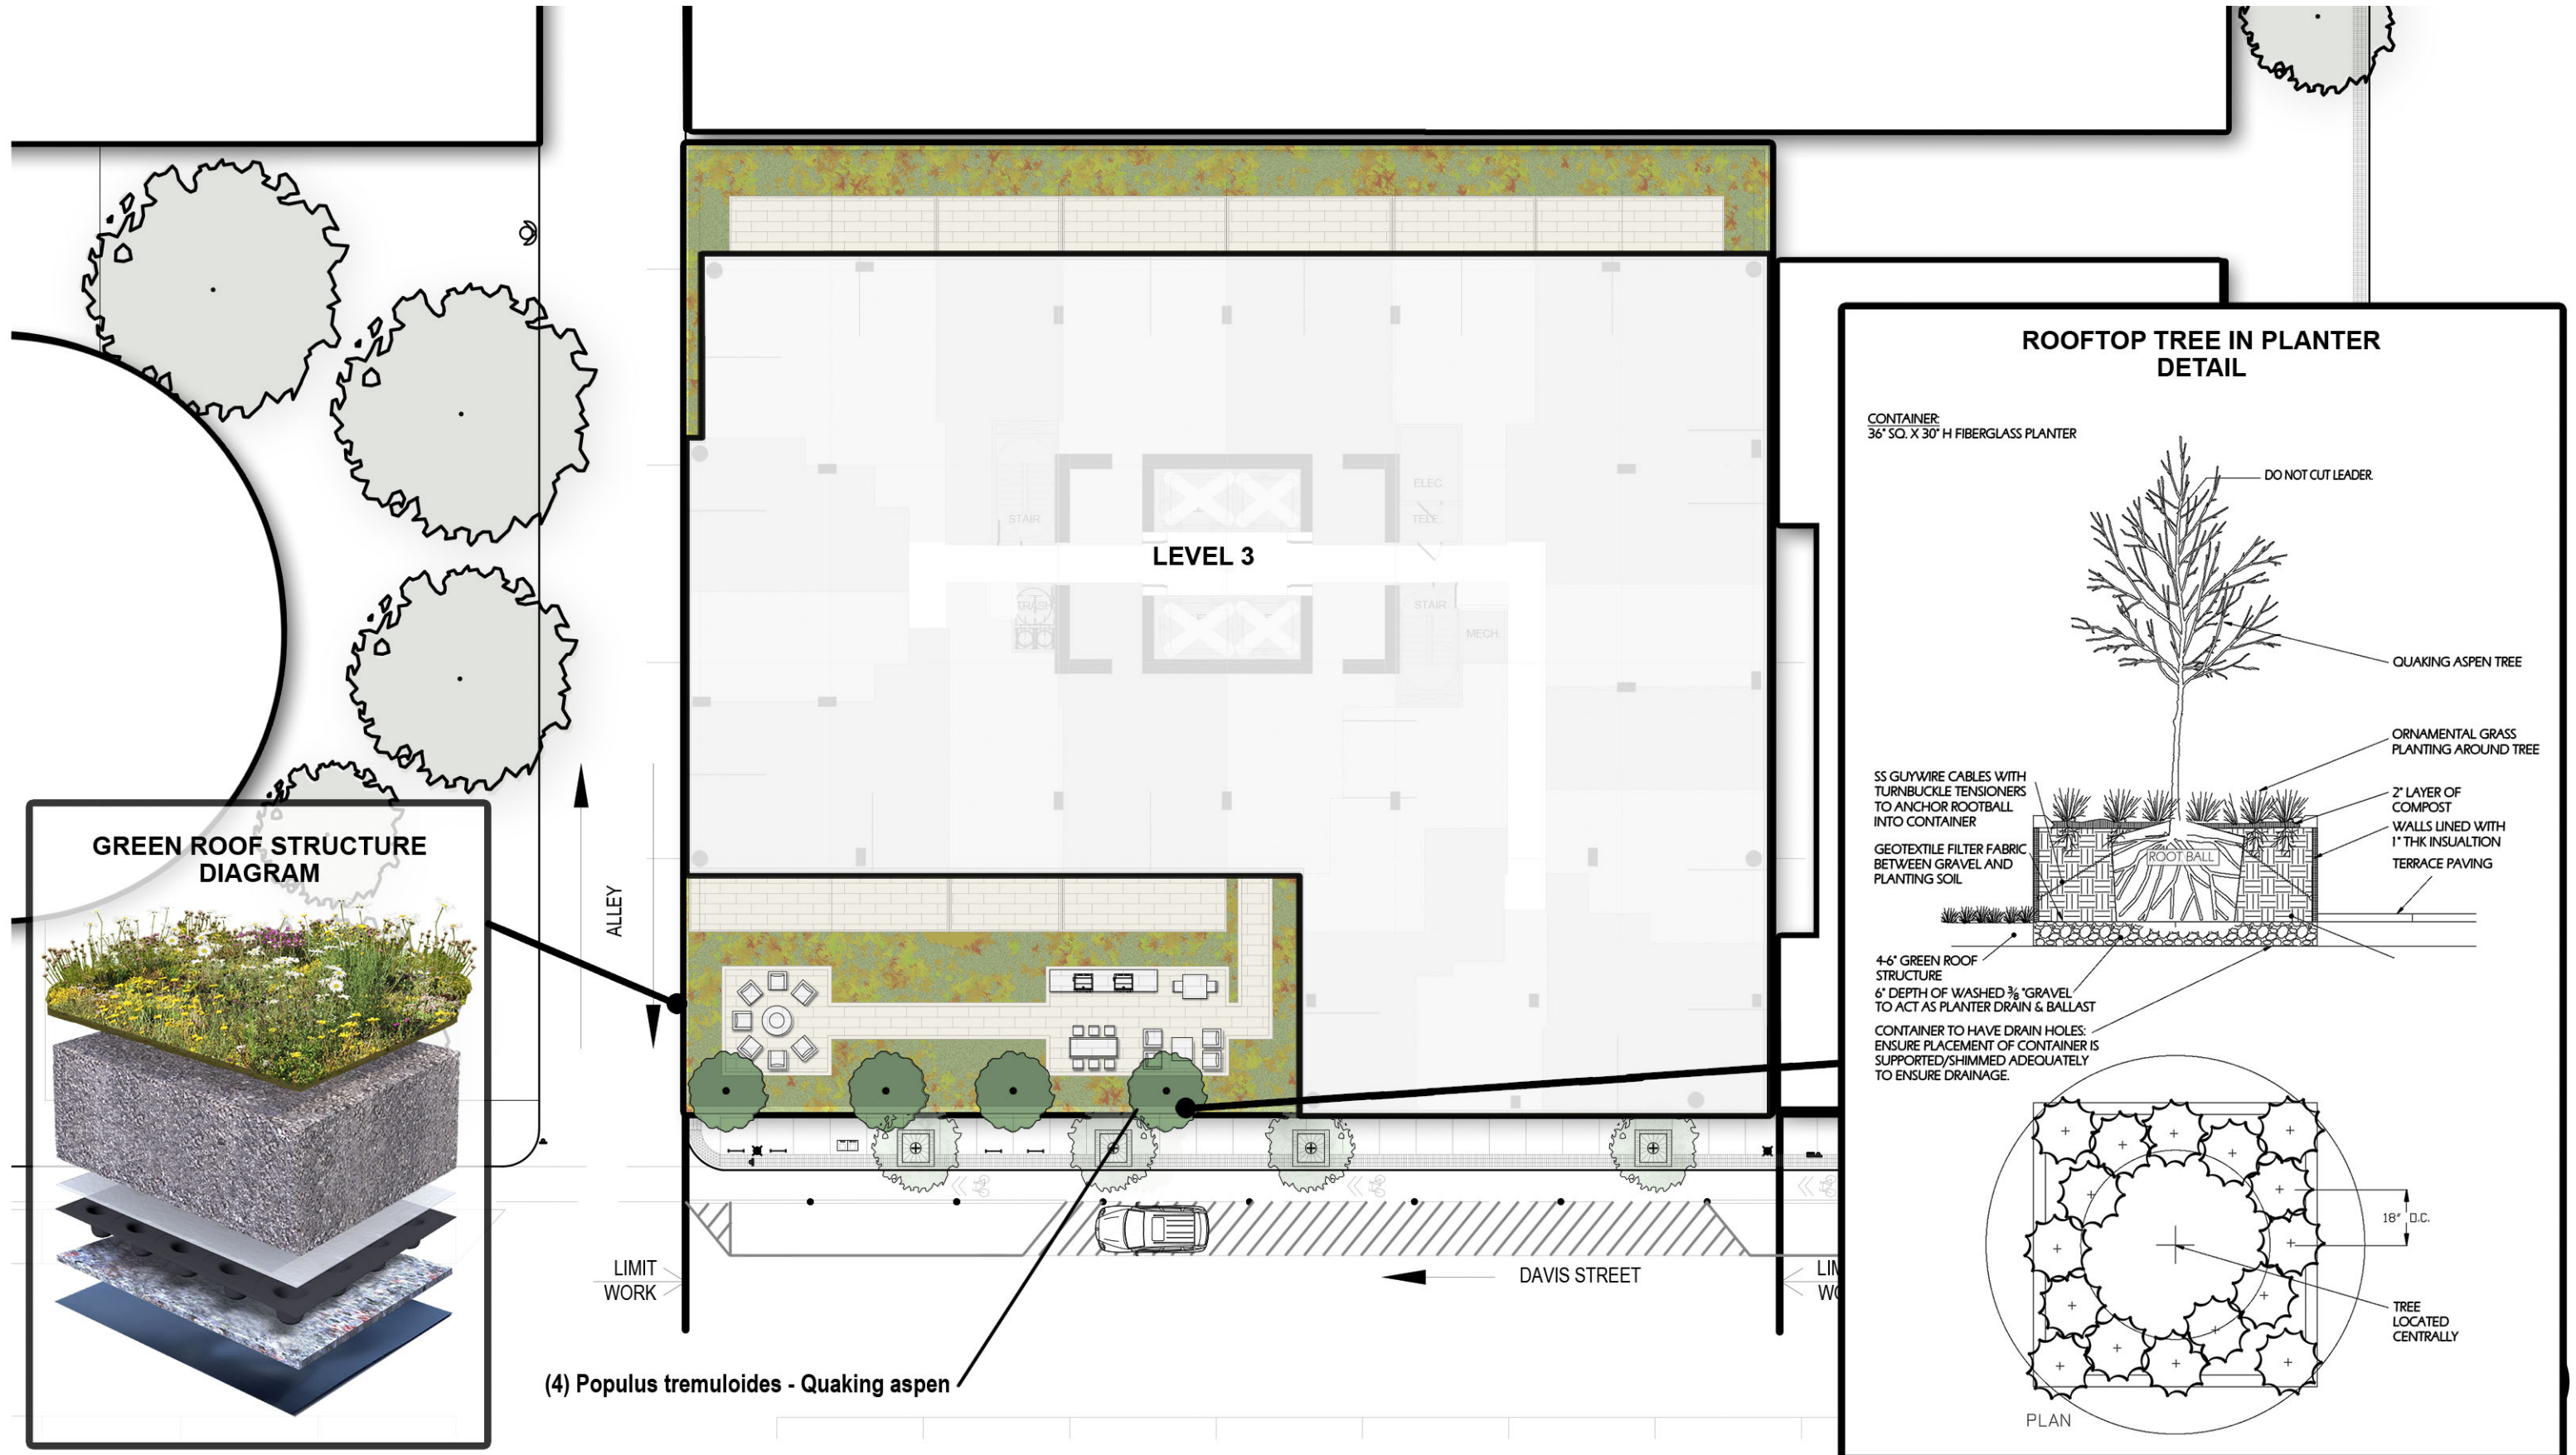 ROOFTOP TREE IN PLANTER
DETAIL
CONTAINER:
36" SQ. X 30" H FIBERGLASS PLANTER
DO NOT CUT LEADER.
QUAKING ASPEN TREE
ORNAMENTAL GRASS
PLANTING AROUND TREE
SS GUYWIRE CABLES WITH
TURNBUCKLE TENSIONERS
TO ANCHOR ROOTBALL
INTO CONTAINER
2" LAYER OF
COMPOST
WALLS LINED WITH
1" THK INSUALTION
GEOTEXTILE FILTER FABRIC
BETWEEN GRAVEL AND
PLANTING SOIL
ROOT BALL
TERRACE PAVING
4-6" GREEN ROOF
STRUCTURE
6" DEPTH OF WASHED ⅜ "GRAVEL
TO ACT AS PLANTER DRAIN & BALLAST
CONTAINER TO HAVE DRAIN HOLES:
ENSURE PLACEMENT OF CONTAINER IS
SUPPORTED/SHIMMED ADEQUATELY
TO ENSURE DRAINAGE.
18" O.C.
TREE
LOCATED
CENTRALLY
PLAN
STAIR
ELEC.
TELE.
LEVEL 3
TRASH
STAIR
MECH.
GREEN ROOF STRUCTURE
DIAGRAM
ALLEY
LIMIT
WORK
DAVIS STREET
(4) Populus tremuloides - Quaking aspen